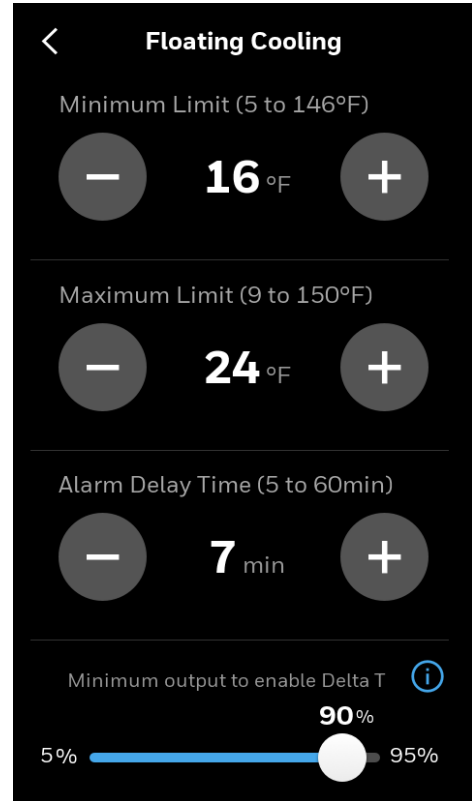 Floating Cooling
Minimum Limit (5 to 146°F)
16 °F
Maximum Limit (9 to 150°F)
24 °F
Alarm Delay Time (5 to 60min)
7 min
Minimum output to enable Delta T
90%
5% 95%